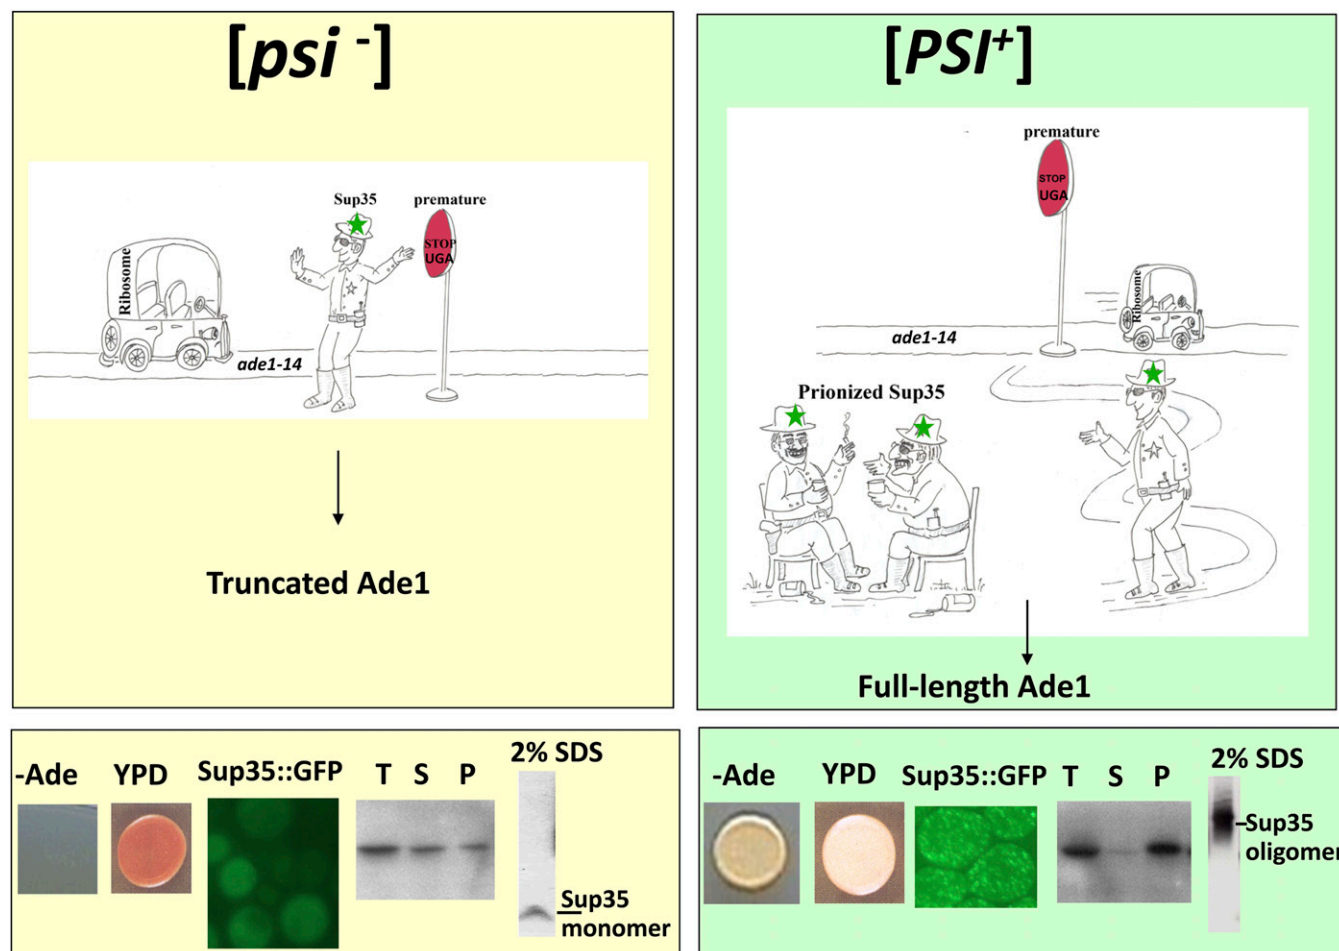 [psi -]
Sup35
premature
STOP
UGA
Ribosome
ade1-14
Truncated Ade1
-Ade
YPD
Sup35::GFP
T S P
2% SDS
Sup35
monomer
[PSI+]
premature
STOP
UGA
Ribosome
ade1-14
Prionized Sup35
Full-length Ade1
-Ade
YPD
Sup35::GFP
T S P
2% SDS
Sup35
oligomer